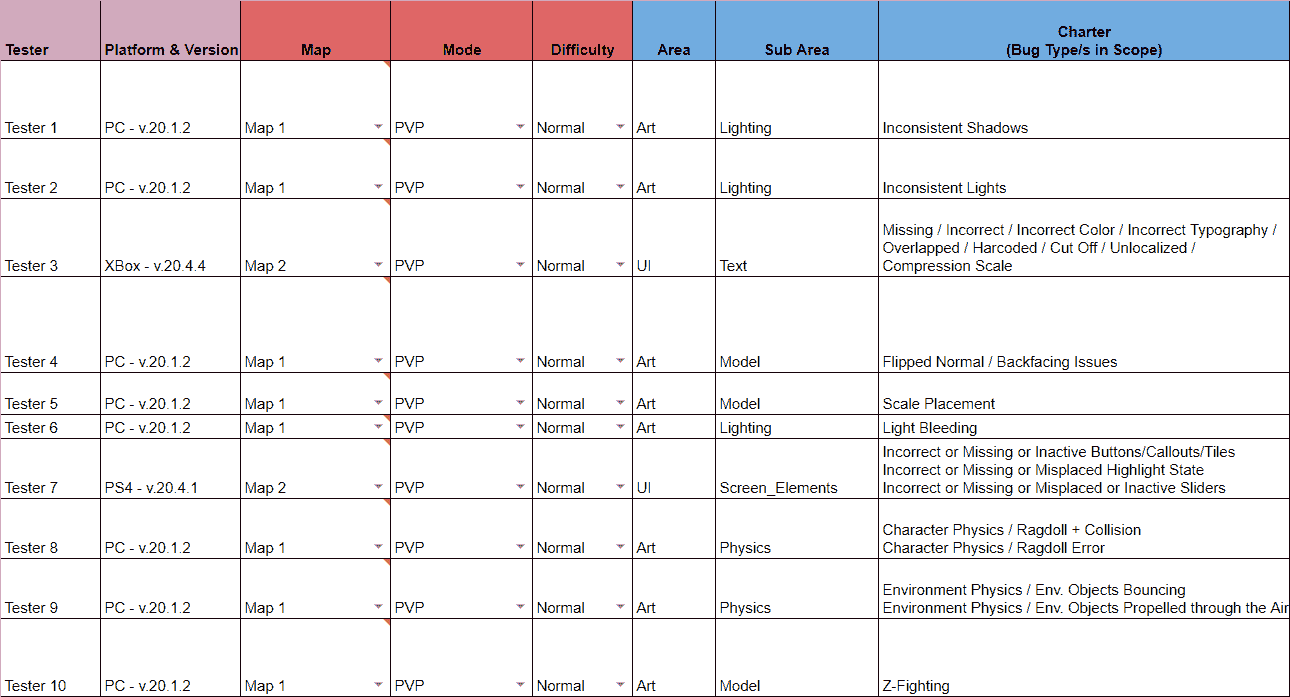 Tester Platform & Version Map Mode Difficulty Area Sub Area Charter
(Bug Type/s in Scope)
Tester 1 PC - v.20.1.2 Map 1 PVP Normal Art Lighting Inconsistent Shadows
Tester 2 PC - v.20.1.2 Map 1 PVP Normal Art Lighting Inconsistent Lights
Missing / Incorrect / Incorrect Color / Incorrect Typography /
Overlapped / Harcoded / Cut Off / Unlocalized /
Tester 3 XBox - v.20.4.4 Map 2 PVP Normal UI Text Compression Scale
Tester 4 PC - v.20.1.2 Map 1 PVP Normal Art Model Flipped Normal / Backfacing Issues
Tester 5 PC - v.20.1.2 Map 1 PVP Normal Art Model Scale Placement
Tester 6 PC - v.20.1.2 Map 1 PVP Normal Art Lighting Light Bleeding
Incorrect or Missing or Inactive Buttons/Callouts/Tiles
Incorrect or Missing or Misplaced Highlight State
Tester 7 PS4 - v.20.4.1 Map 2 PVP Normal UI Screen_Elements Incorrect or Missing or Misplaced or Inactive Sliders
Character Physics / Ragdoll + Collision
Tester 8 PC - v.20.1.2 Map 1 PVP Normal Art Physics Character Physics / Ragdoll Error
Environment Physics / Env. Objects Bouncing
Tester 9 PC - v.20.1.2 Map 1 PVP Normal Art Physics Environment Physics / Env. Objects Propelled through the Air
Tester 10 PC - v.20.1.2 Map 1 PVP Normal Art Model Z-Fighting